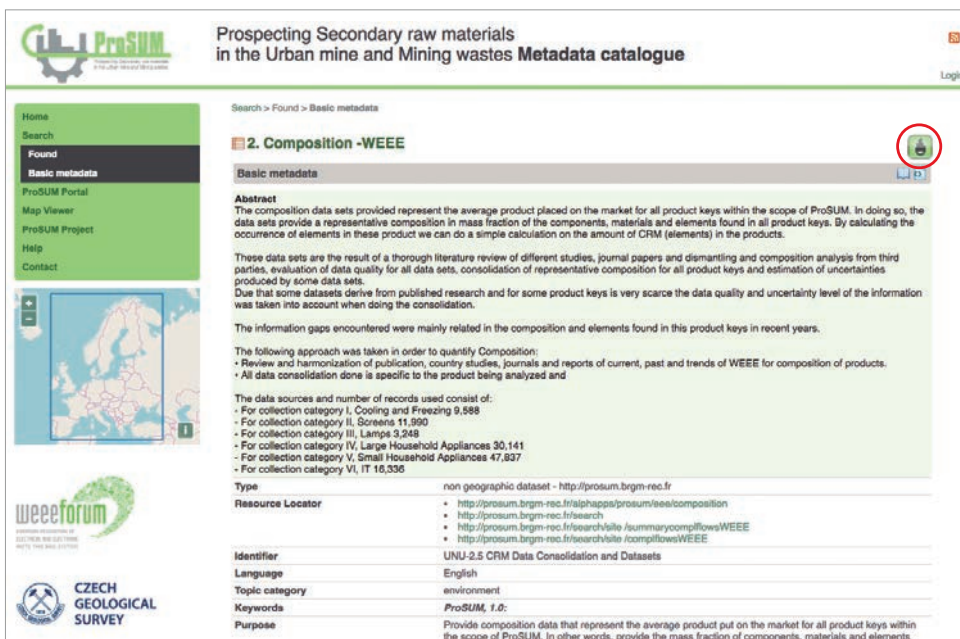 ProSUM
Prospecting Secondary raw materials
in the Urban mine and Mining wastes Metadata catalogue
Login
Home
Search
Found
Basic metadata
ProSUM Portal
Map Viewer
ProSUM Project
Help
Contact
+
-
i
weeeforum
CZECH
GEOLOGICAL
SURVEY
Search > Found > Basic metadata
2. Composition -WEEE
Basic metadata
Abstract
The composition data sets provided represent the average product placed on the market for all product keys within the scope of ProSUM. In doing so, the
data sets provide a representative composition in mass fraction of the components, materials and elements found in all product keys. By calculating the
occurrence of elements in these product we can do a simple calculation on the amount of CRM (elements) in the products.
These data sets are the result of a thorough literature review of different studies, journal papers and dismantling and composition analysis from third
parties, evaluation of data quality for all data sets, consolidation of representative composition for all product keys and estimation of uncertainties
produced by some data sets.
Due that some datasets derive from published research and for some product keys is very scarce the data quality and uncertainty level of the information
was taken into account when doing the consolidation.
The information gaps encountered were mainly related in the composition and elements found in this product keys in recent years.
The following approach was taken in order to quantify Composition:
• Review and harmonization of publication, country studies, journals and reports of current, past and trends of WEEE for composition of products.
• All data consolidation done is specific to the product being analyzed and
The data sources and number of records used consist of:
- For collection category I, Cooling and Freezing 9,588
- For collection category II, Screens 11,990
- For collection category III, Lamps 3,248
- For collection category IV, Large Household Appliances 30,141
- For collection category V, Small Household Appliances 47,837
- For collection category VI, IT 16,336
Type non geographic dataset - http://prosum.brgm-rec.fr
Resource Locator • http://prosum.brgm-rec.fr/alphapps/prosum/eee/composition
• http://prosum.brgm-rec.fr/search
• http://prosum.brgm-rec.fr/search/site /summarycomplflowsWEEE
• http://prosum.brgm-rec.fr/search/site /complflowsWEEE
Identifier UNU-2.5 CRM Data Consolidation and Datasets
Language English
Topic category environment
Keywords ProSUM, 1.0:
Purpose Provide composition data that represent the average product put on the market for all product keys within
the scope of ProSUM. In other words, provide the mass fraction of components, materials and elements